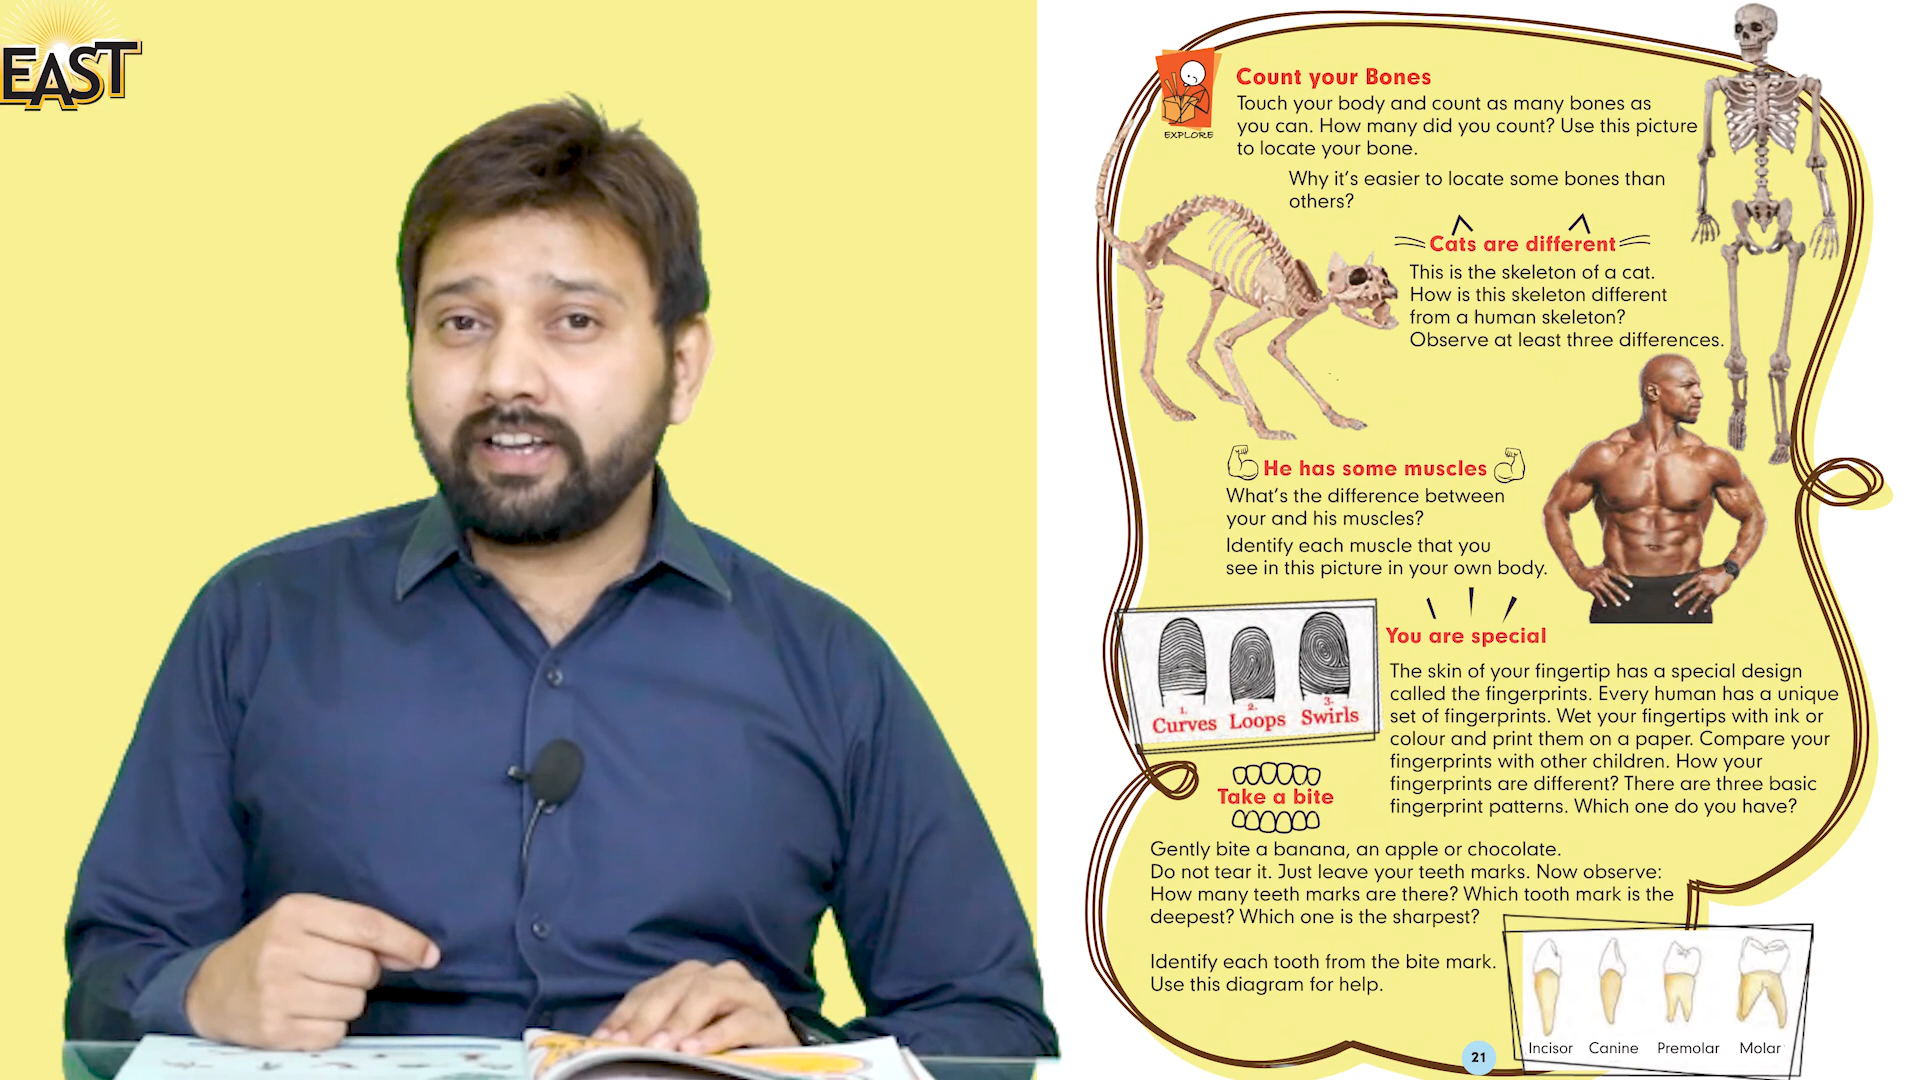 EAST
EXPLORE
Count your Bones
Touch your body and count as many bones as
you can. How many did you count? Use this picture
to locate your bone.
Why it's easier to locate some bones than
others?
Cats are different
This is the skeleton of a cat.
How is this skeleton different
from a human skeleton?
Observe at least three differences.
He has some muscles
What's the difference between
your and his muscles?
Identify each muscle that you
see in this picture in your own body.
1. 2. 3.
Curves Loops Swirls
You are special
The skin of your fingertip has a special design
called the fingerprints. Every human has a unique
set of fingerprints. Wet your fingertips with ink or
colour and print them on a paper. Compare your
fingerprints with other children. How your
fingerprints are different? There are three basic
fingerprint patterns. Which one do you have?
Take a bite
Gently bite a banana, an apple or chocolate.
Do not tear it. Just leave your teeth marks. Now observe:
How many teeth marks are there? Which tooth mark is the
deepest? Which one is the sharpest?
Identify each tooth from the bite mark.
Use this diagram for help.
Incisor Canine Premolar Molar
21